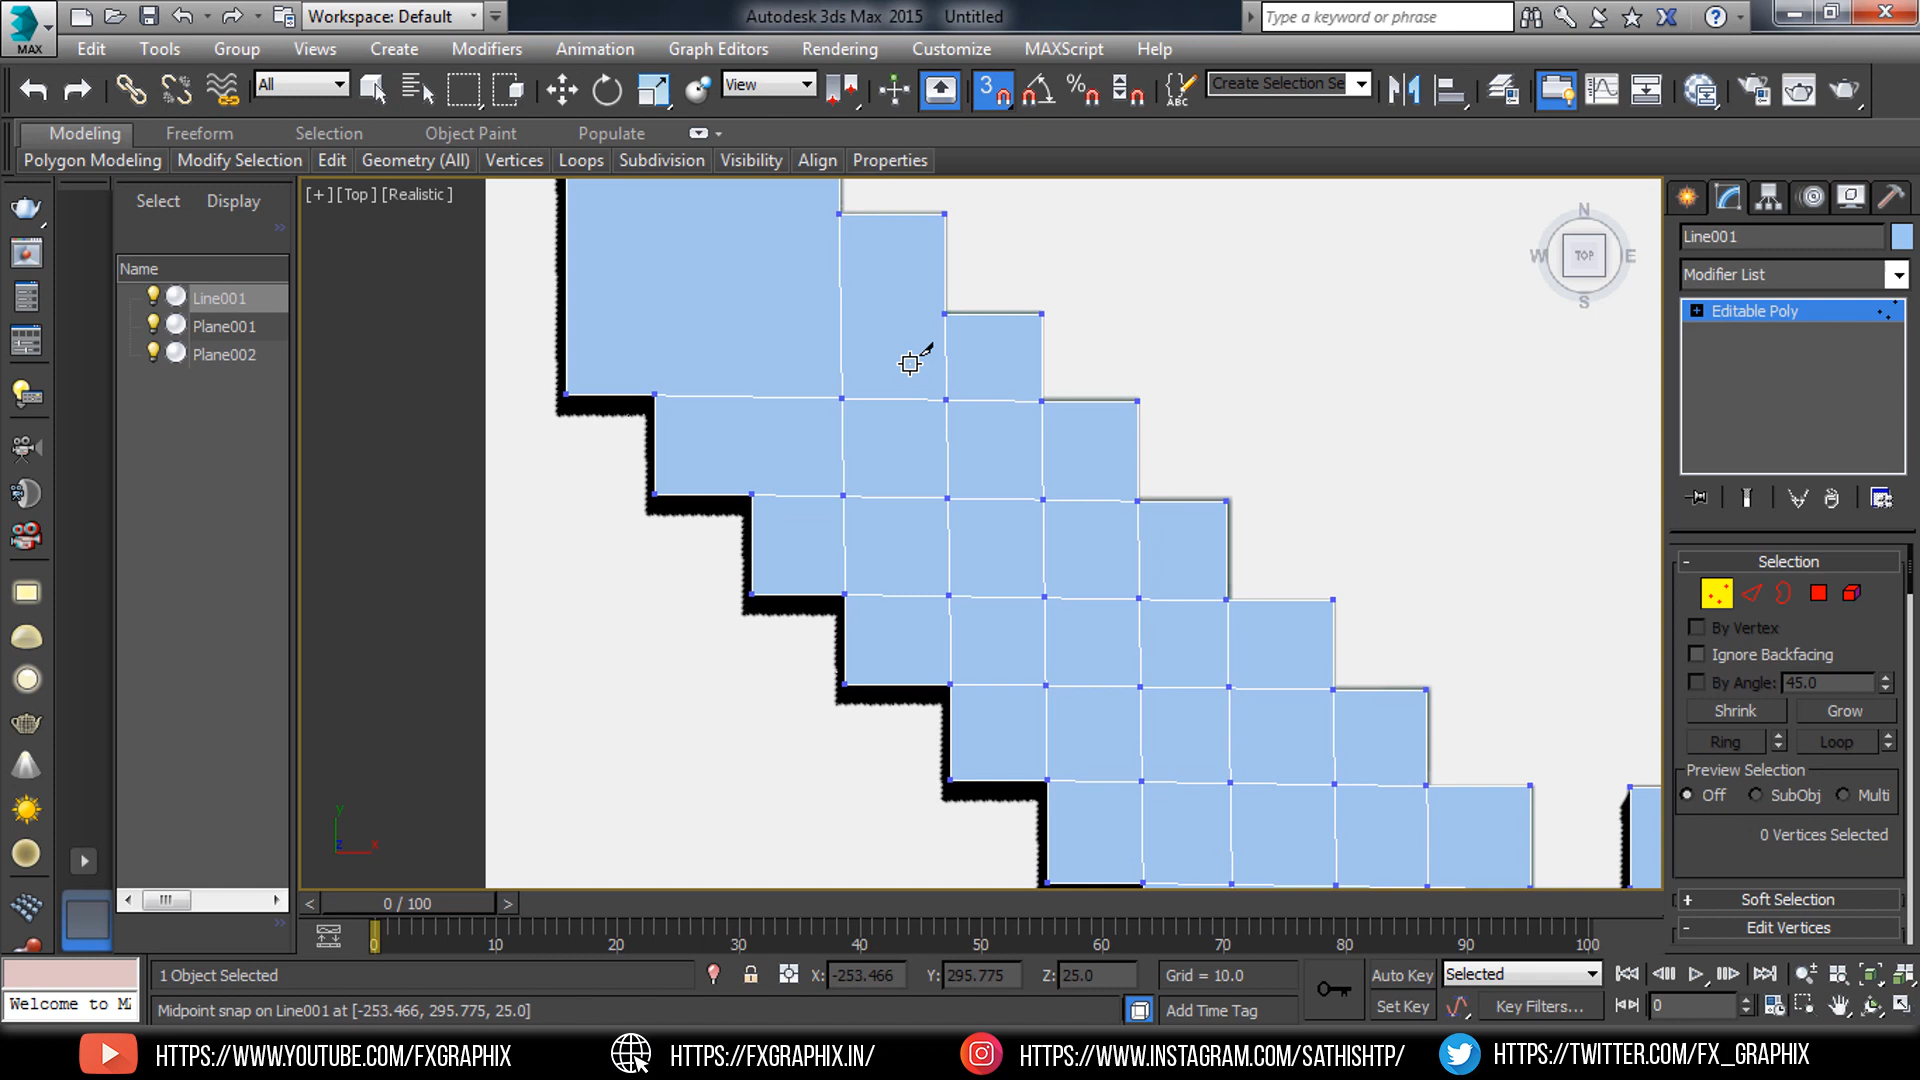 MAX
Workspace: Default
Autodesk 3ds Max 2015 Untitled
Type a keyword or phrase
Edit Tools Group Views Create Modifiers Animation Graph Editors Rendering Customize MAXScript Help
All
View
3
ABC
Create Selection Se
Modeling Freeform Selection Object Paint Populate
Polygon Modeling Modify Selection Edit Geometry (All) Vertices Loops Subdivision Visibility Align Properties
Select Display
Name
Line001
Plane001
Plane002
[+] [Top] [Realistic]
N
W TOP E
S
y
z x
Line001
Modifier List
Editable Poly
Selection
By Vertex
Ignore Backfacing
By Angle: 45.0
Shrink Grow
Ring Loop
Preview Selection
Off SubObj Multi
0 Vertices Selected
Soft Selection
Edit Vertices
0 / 100
0 10 20 30 40 50 60 70 80 90 100
1 Object Selected
X: -253.466 Y: 295.775 Z: 25.0 Grid = 10.0
Auto Key Selected
Welcome to M
Midpoint snap on Line001 at [-253.466, 295.775, 25.0]
Add Time Tag
Set Key Key Filters... 0
HTTPS://WWW.YOUTUBE.COM/FXGRAPHIX HTTPS://FXGRAPHIX.IN/ HTTPS://WWW.INSTAGRAM.COM/SATHISHTP/ HTTPS://TWITTER.COM/FX_GRAPHIX